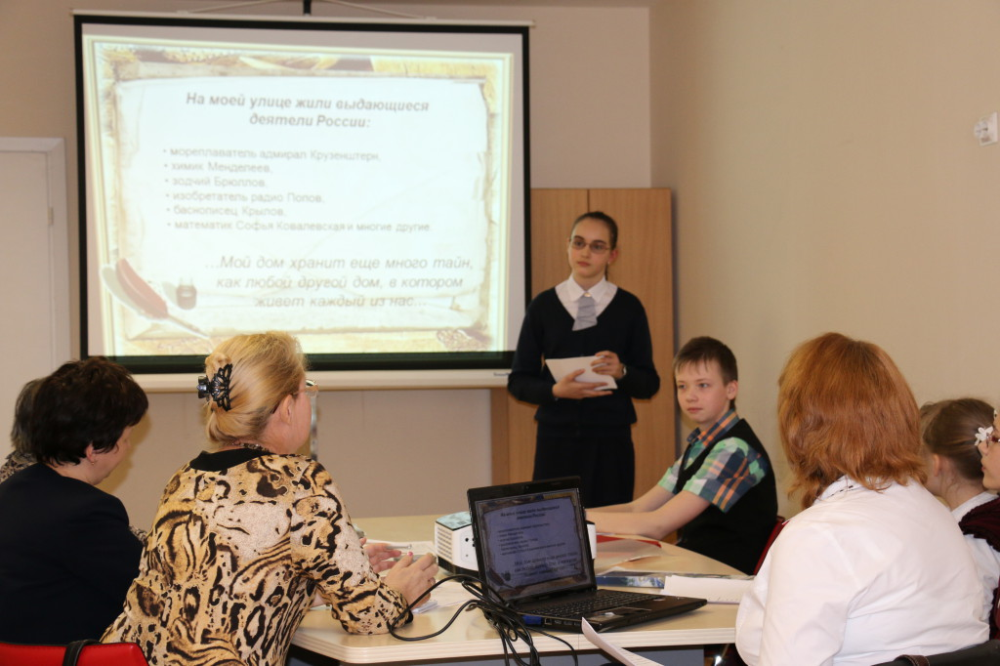 На моей улице жили выдающиеся
деятели России:
• мореплаватель адмирал Крузенштерн,
• химик Менделеев,
• зодчий Брюллов,
• изобретатель радио Попов,
• баснописец Крылов,
• математик Софья Ковалевская и многие другие
...Мой дом хранит еще много тайн,
как любой другой дом, в котором
живет каждый из нас...